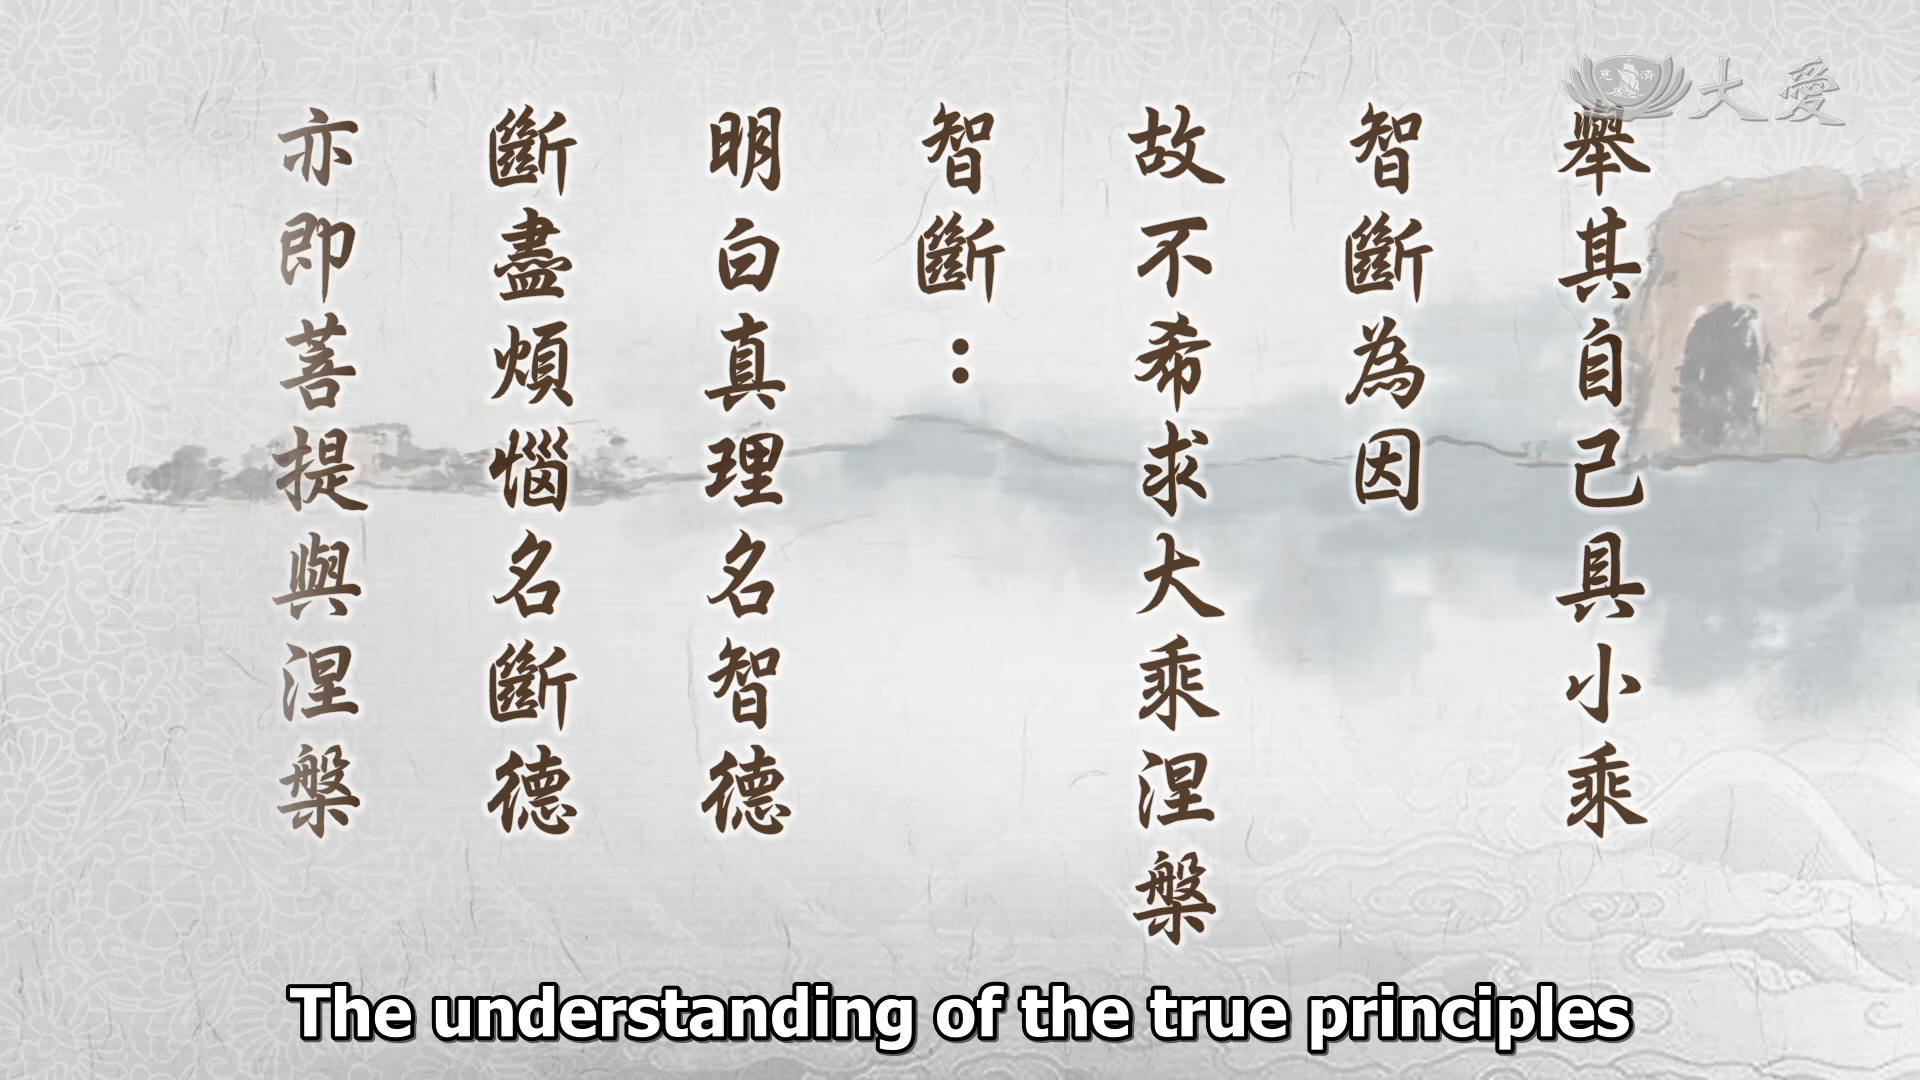 大愛
慈濟
舉其自己具小乘
智斷為因
故不希求大乘涅槃
智斷：
明白真理名智德
斷盡煩惱名斷德
亦即菩提與涅槃
The understanding of the true principles